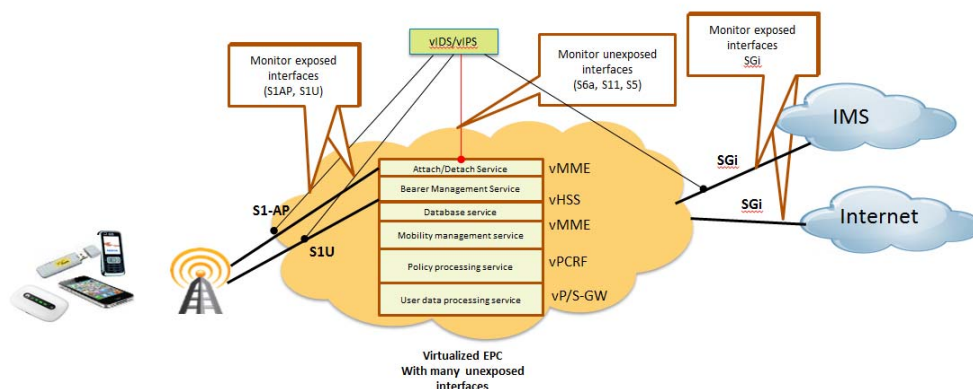 vIDS/vIPS
Monitor exposed
interfaces
(S1AP, S1U)
Monitor unexposed
interfaces
(S6a, S11, S5)
Monitor exposed
interfaces
SGi
IMS
SGi
SGi
Internet
Attach/Detach Service
vMME
Bearer Management Service
vHSS
Database service
vMME
Mobility management service
Policy processing service
vPCRF
User data processing service
vP/S-GW
S1-AP
S1U
Virtualized EPC
With many unexposed
interfaces